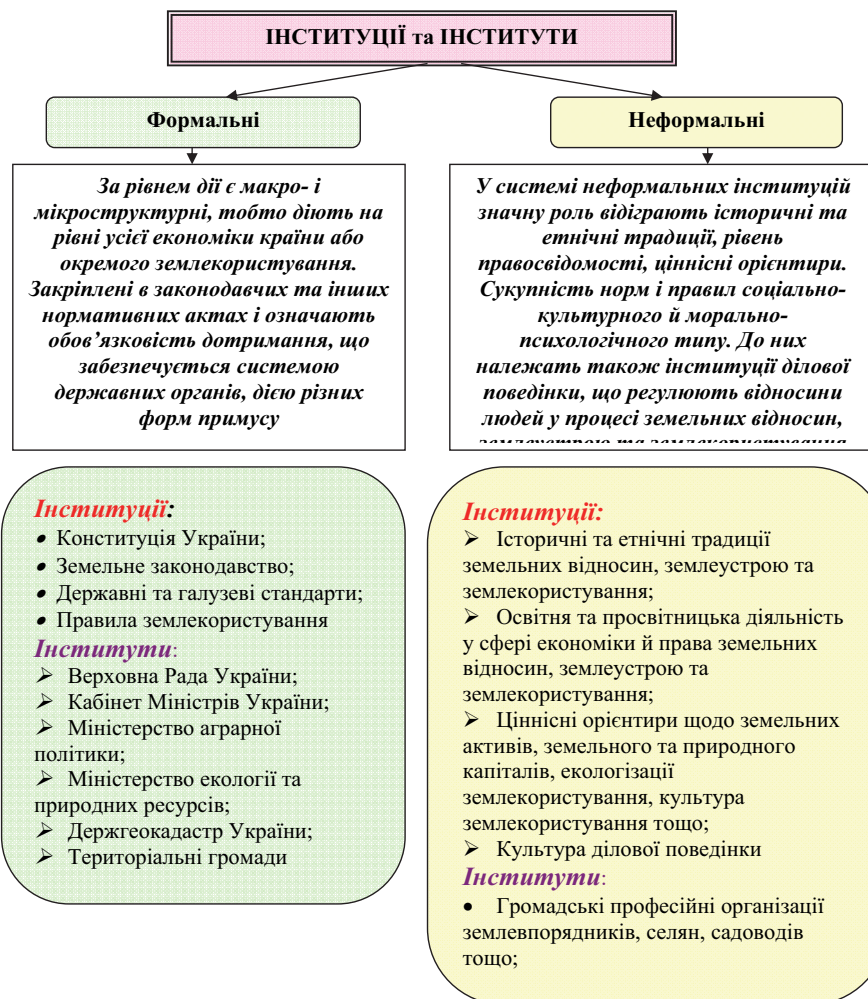 ІНСТИТУЦІЇ та ІНСТИТУТИ
Формальні
Неформальні
За рівнем дії є макро- і
мікроструктурні, тобто діють на
рівні усієї економіки країни або
окремого землекористування.
Закріплені в законодавчих та інших
нормативних актах і означають
обов’язковість дотримання, що
забезпечується системою
державних органів, дією різних
форм примусу
У системі неформальних інституцій
значну роль відіграють історичні та
етнічні традиції, рівень
правосвідомості, ціннісні орієнтири.
Сукупність норм і правил соціально-
культурного й морально-
психологічного типу. До них
належать також інституції ділової
поведінки, що регулюють відносини
людей у процесі земельних відносин,
землеустрою та землекористування
Інституції:
• Конституція України;
• Земельне законодавство;
• Державні та галузеві стандарти;
• Правила землекористування
Інститути:
➢ Верховна Рада України;
➢ Кабінет Міністрів України;
➢ Міністерство аграрної
політики;
➢ Міністерство екології та
природних ресурсів;
➢ Держгеокадастр України;
➢ Територіальні громади
Інституції:
➢ Історичні та етнічні традиції
земельних відносин, землеустрою та
землекористування;
➢ Освітня та просвітницька діяльність
у сфері економіки й права земельних
відносин, землеустрою та
землекористування;
➢ Ціннісні орієнтири щодо земельних
активів, земельного та природного
капіталів, екологізації
землекористування, культура
землекористування тощо;
➢ Культура ділової поведінки
Інститути:
• Громадські професійні організації
землевпорядників, селян, садоводів
тощо;